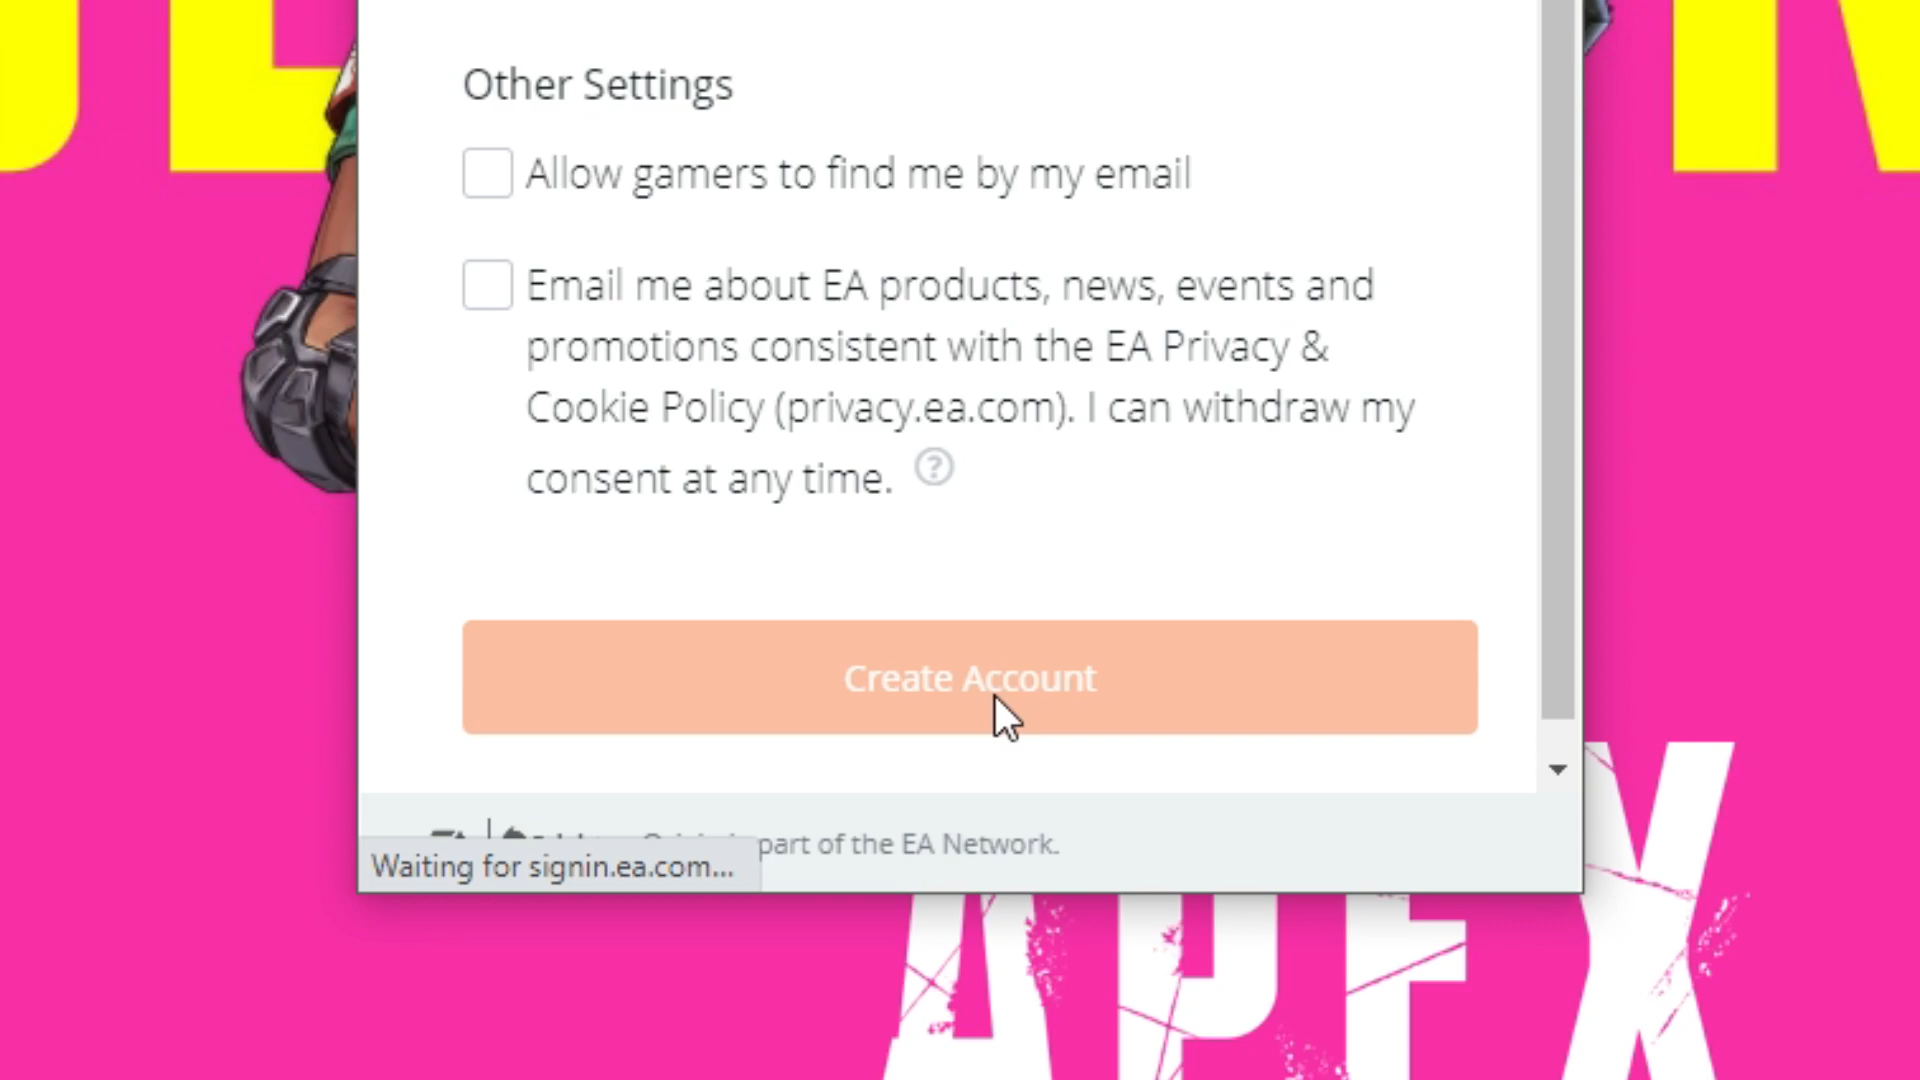 Other Settings
Allow gamers to find me by my email
Email me about EA products, news, events and
promotions consistent with the EA Privacy &
Cookie Policy (privacy.ea.com). I can withdraw my
consent at any time. ?
Create Account
part of the EA Network.
Waiting for signin.ea.com...
APEX